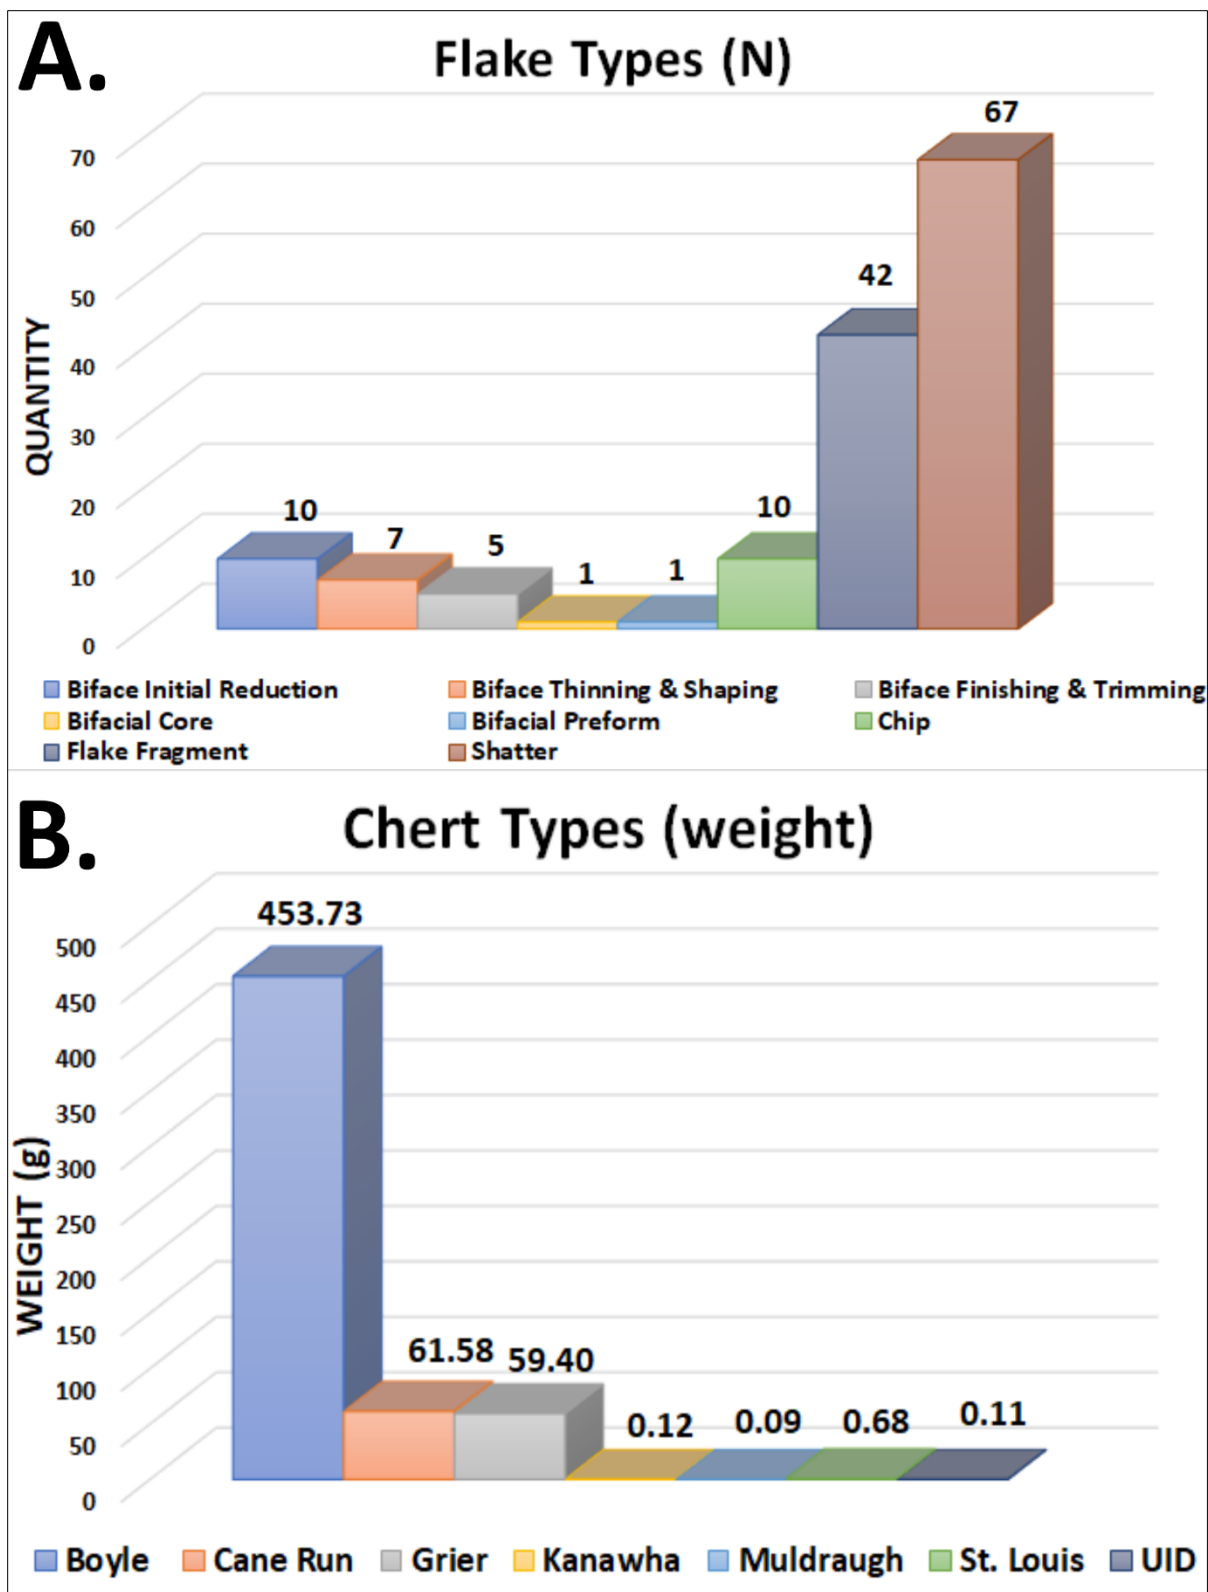 A.
Flake Types (N)
67
70
60
42
50
40
QUANTITY
30
20
10
7
5
1
1
10
10
0
Biface Initial Reduction Biface Thinning & Shaping Biface Finishing & Trimming
Bifacial Core Bifacial Preform Chip
Flake Fragment Shatter
B.
Chert Types (weight)
453.73
500
450
400
350
300
WEIGHT (g)
250
200
150
61.58 59.40
100
0.12 0.09 0.68 0.11
50
0
Boyle Cane Run Grier Kanawha Muldraugh St. Louis UID